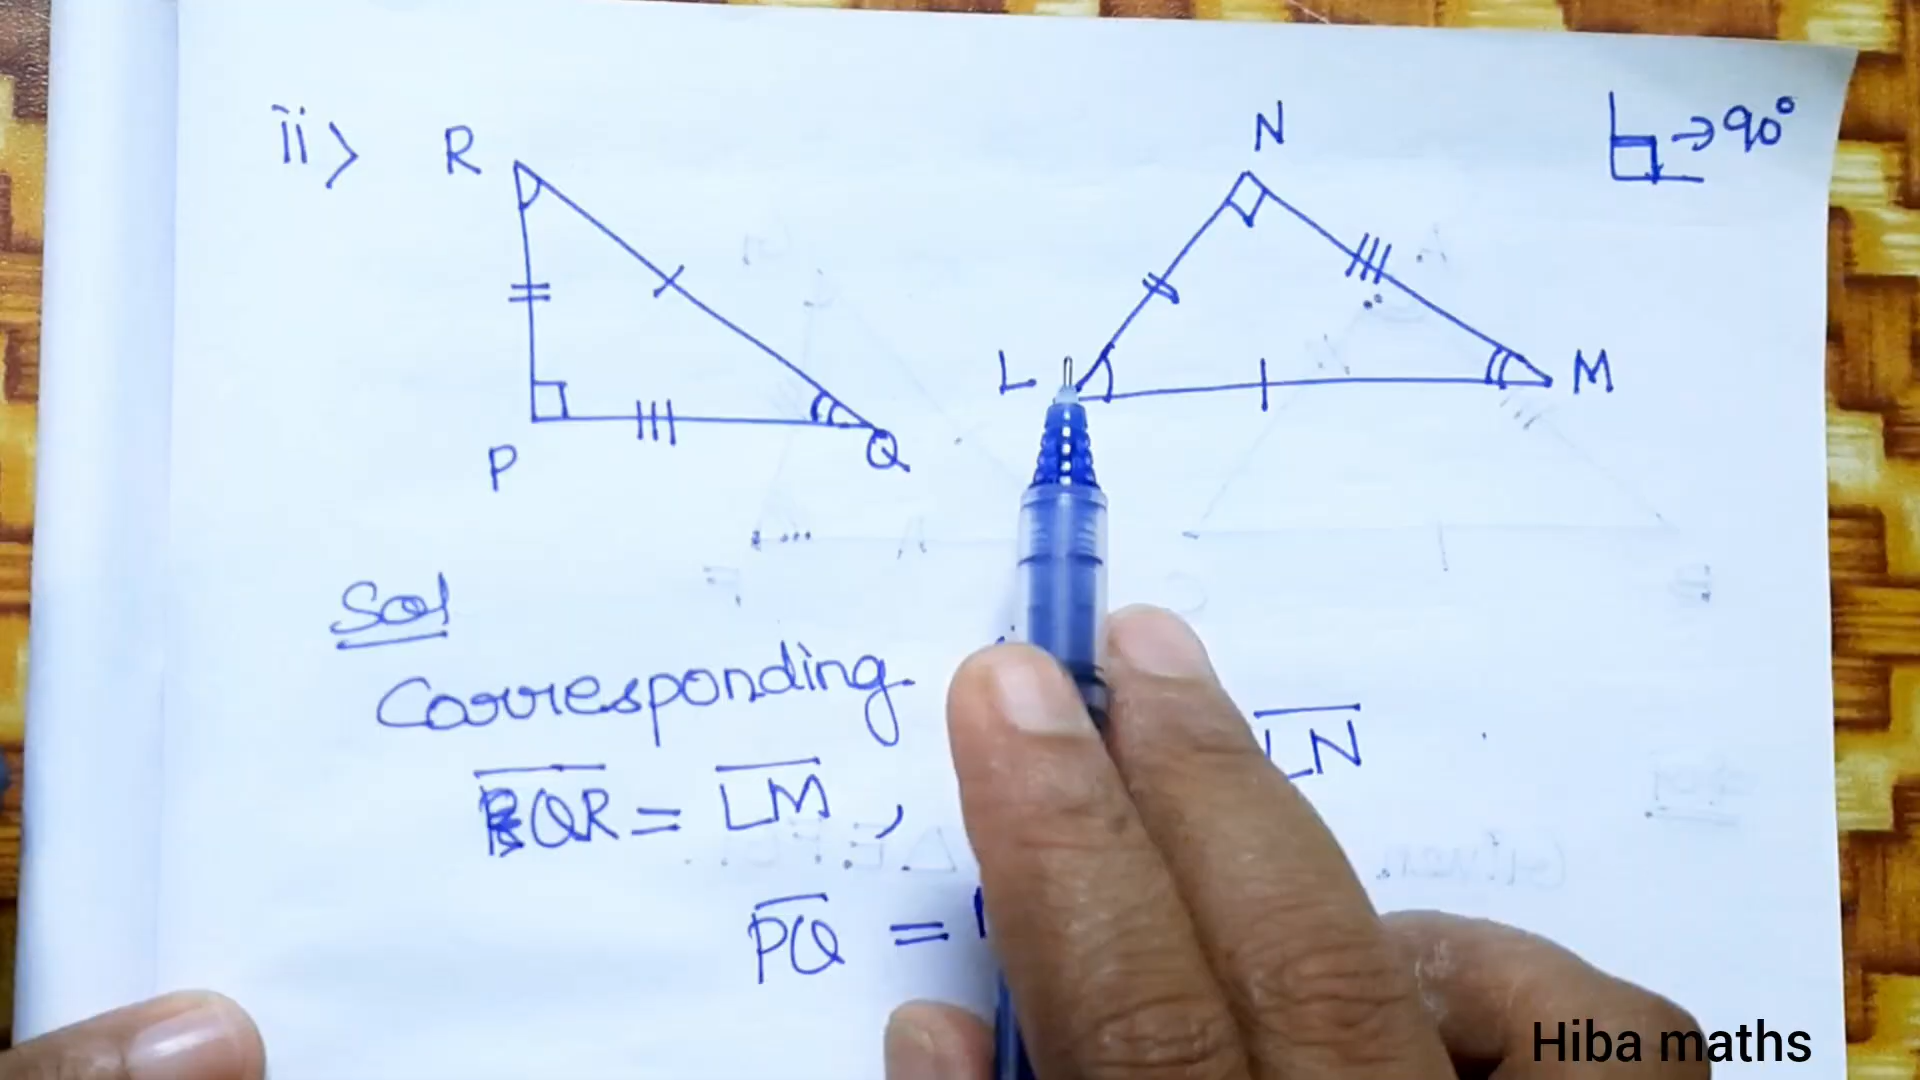 ii> R N → 90°
L M
P Q
Sol
Corresponding
QR = LM , LN
PQ =
Hiba maths